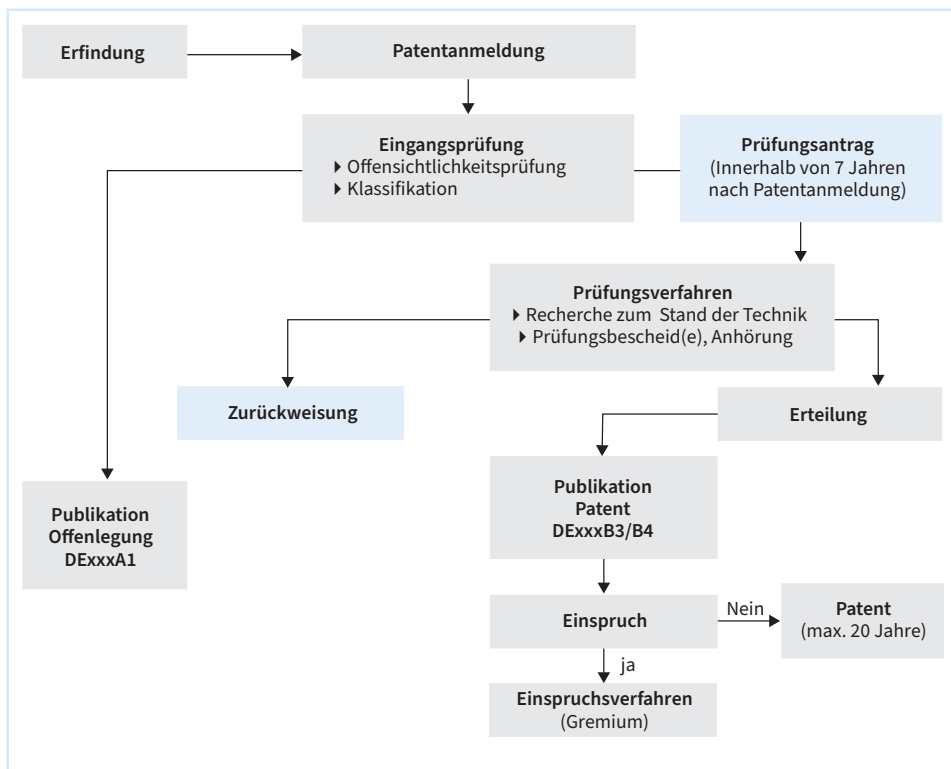 Erfindung
Patentanmeldung
Eingangsprüfung
Offensichtlichkeitsprüfung
Klassifikation
Prüfungsantrag
(Innerhalb von 7 Jahren
nach Patentanmeldung)
Prüfungsverfahren
Recherche zum Stand der Technik
Prüfungsbescheid(e), Anhörung
Zurückweisung
Erteilung
Publikation
Offenlegung
DExxxA1
Publikation
Patent
DExxxB3/B4
Einspruch
Nein
Patent
(max. 20 Jahre)
ja
Einspruchsverfahren
(Gremium)